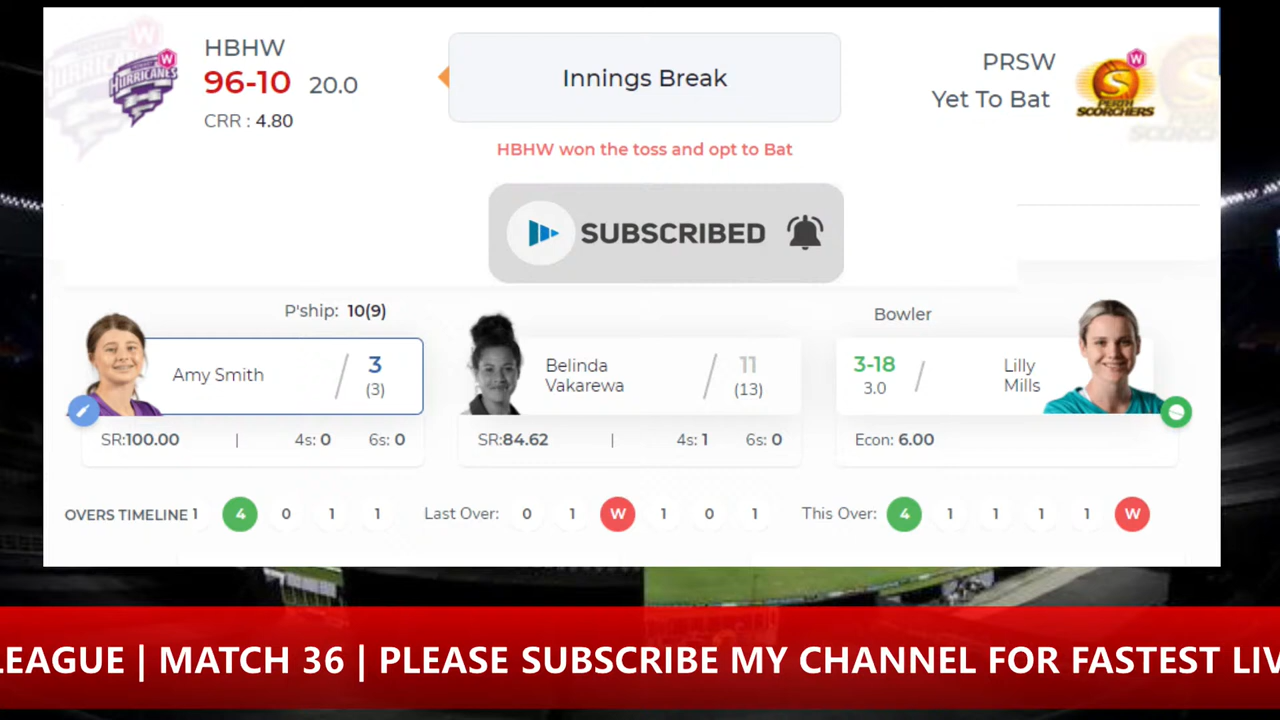 HBHW
96-10 20.0
CRR : 4.80
Innings Break
HBHW won the toss and opt to Bat
PRSW
Yet To Bat
HURRICANES
W
PERTH
SCORCHERS
W
SUBSCRIBED
P'ship: 10(9)
Bowler
Amy Smith / 3
(3)
Belinda
Vakarewa / 11
(13)
3-18
3.0 /
Lilly
Mills
SR:100.00 | 4s: 0 6s: 0
SR:84.62 | 4s: 1 6s: 0
Econ: 6.00
OVERS TIMELINE 1 4 0 1 1 Last Over: 0 1 W 1 0 1 This Over: 4 1 1 1 1 W
LEAGUE | MATCH 36 | PLEASE SUBSCRIBE MY CHANNEL FOR FASTEST LIV